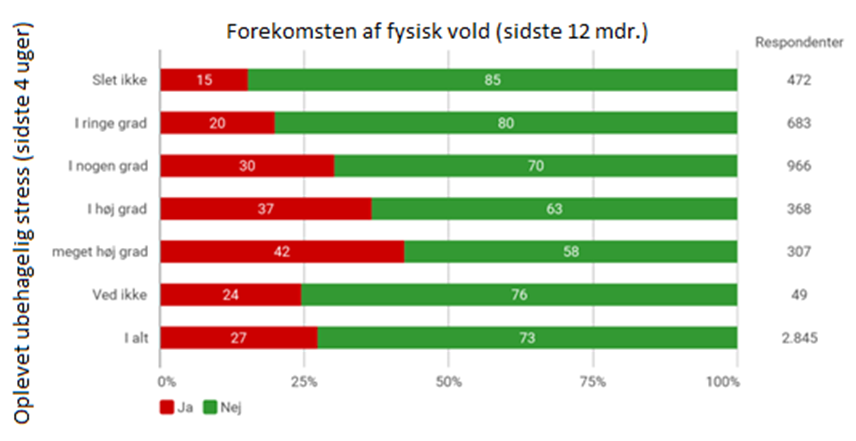 Forekomsten af fysisk vold (sidste 12 mdr.)
Respondenter
Oplevet ubehagelig stress (sidste 4 uger)
Slet ikke 15 85 472
I ringe grad 20 80 683
I nogen grad 30 70 966
I høj grad 37 63 368
meget høj grad 42 58 307
Ved ikke 24 76 49
I alt 27 73 2.845
0% 25% 50% 75% 100%
Ja Nej